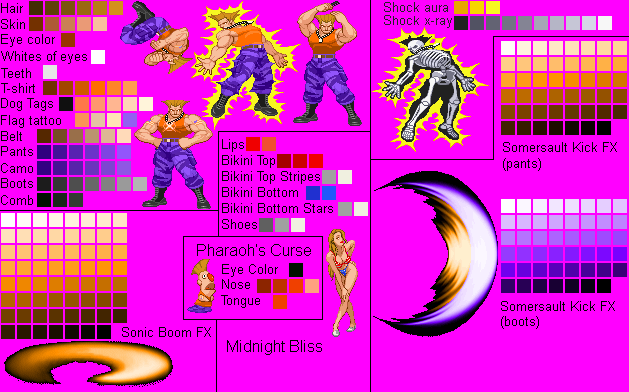 Hair
Skin
Eye color
Whites of eyes
Teeth
T-shirt
Dog Tags
Flag tattoo
Belt
Pants
Camo
Boots
Comb
Shock aura
Shock x-ray
Somersault Kick FX
(pants)
Lips
Bikini Top
Bikini Top Stripes
Bikini Bottom
Bikini Bottom Stars
Shoes
Pharaoh's Curse
Eye Color
Nose
Tongue
Sonic Boom FX
Midnight Bliss
Somersault Kick FX
(boots)